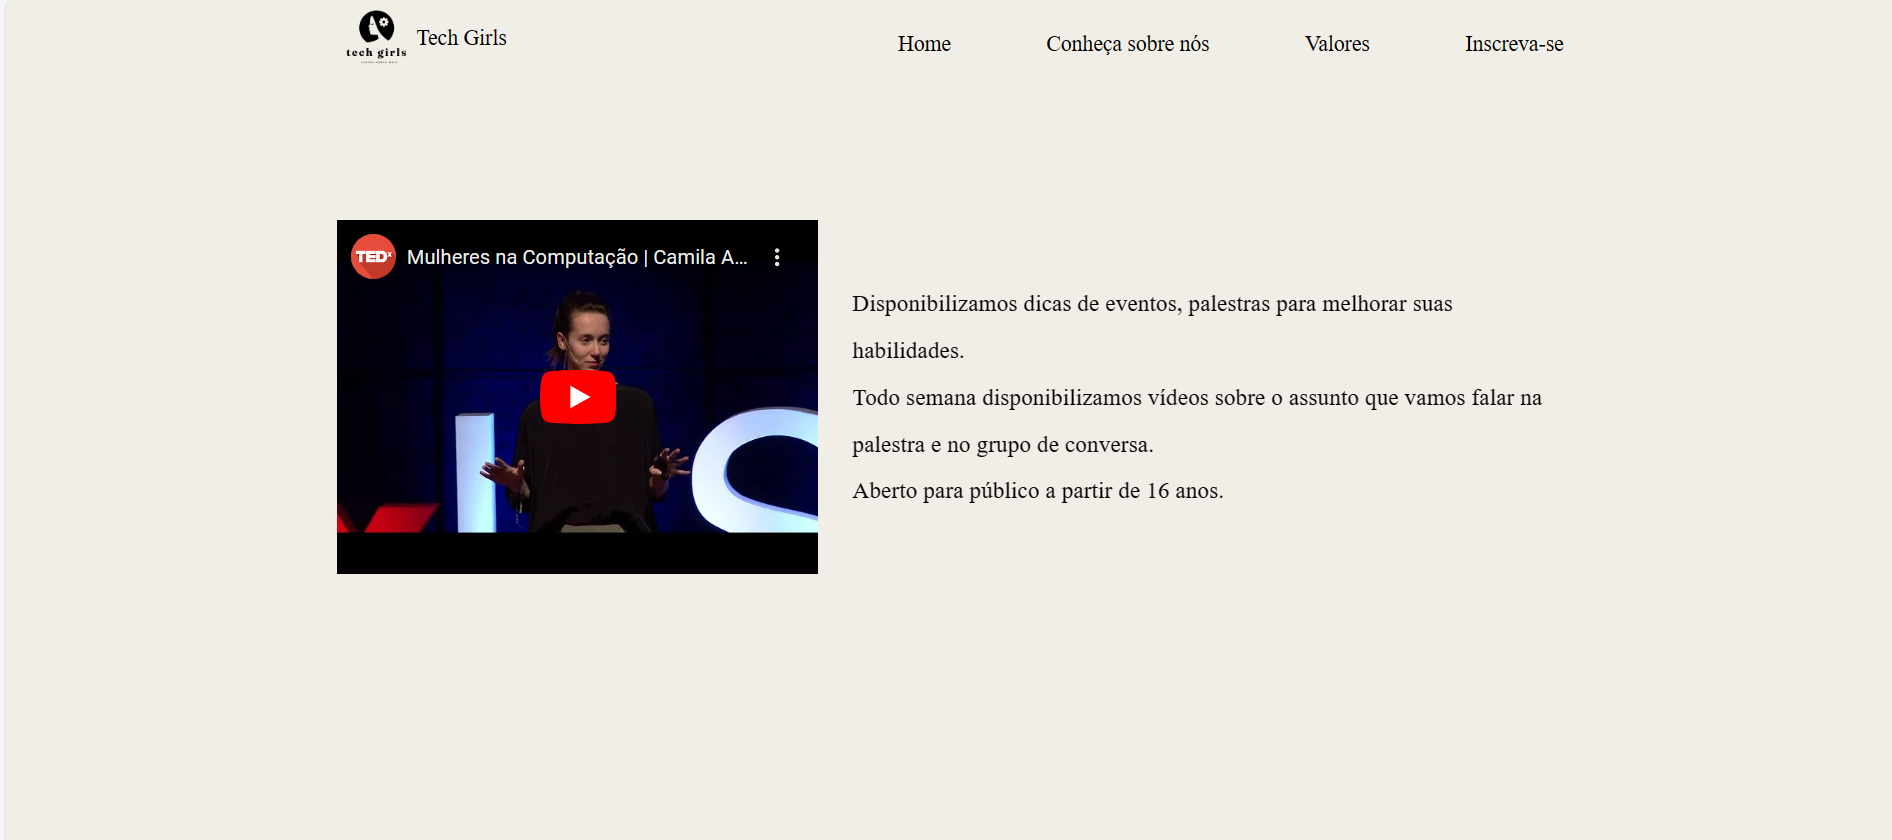 tech girls
Tech Girls
Home
Conheça sobre nós
Valores
Inscreva-se
TEDx
Mulheres na Computação | Camila A...
Disponibilizamos dicas de eventos, palestras para melhorar suas
habilidades.
Todo semana disponibilizamos vídeos sobre o assunto que vamos falar na
palestra e no grupo de conversa.
Aberto para público a partir de 16 anos.
x I S